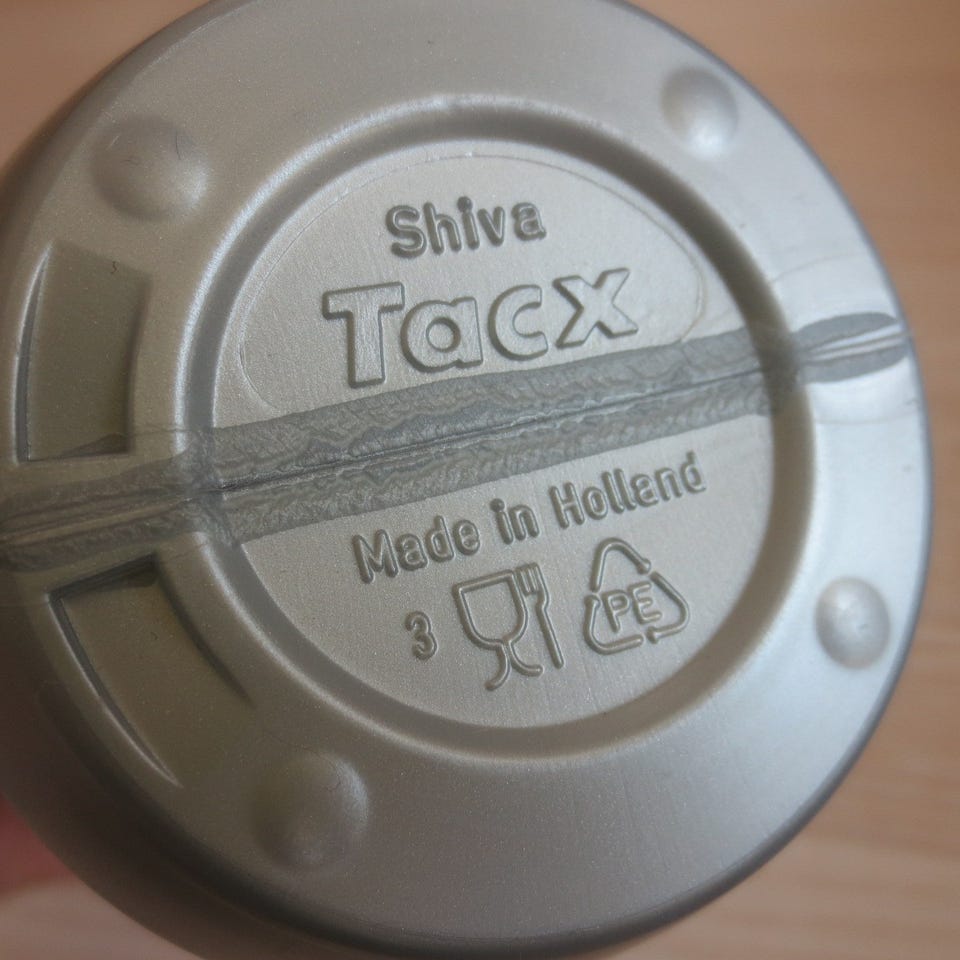 Shiva
Tacx
Made in Holland
3 PE